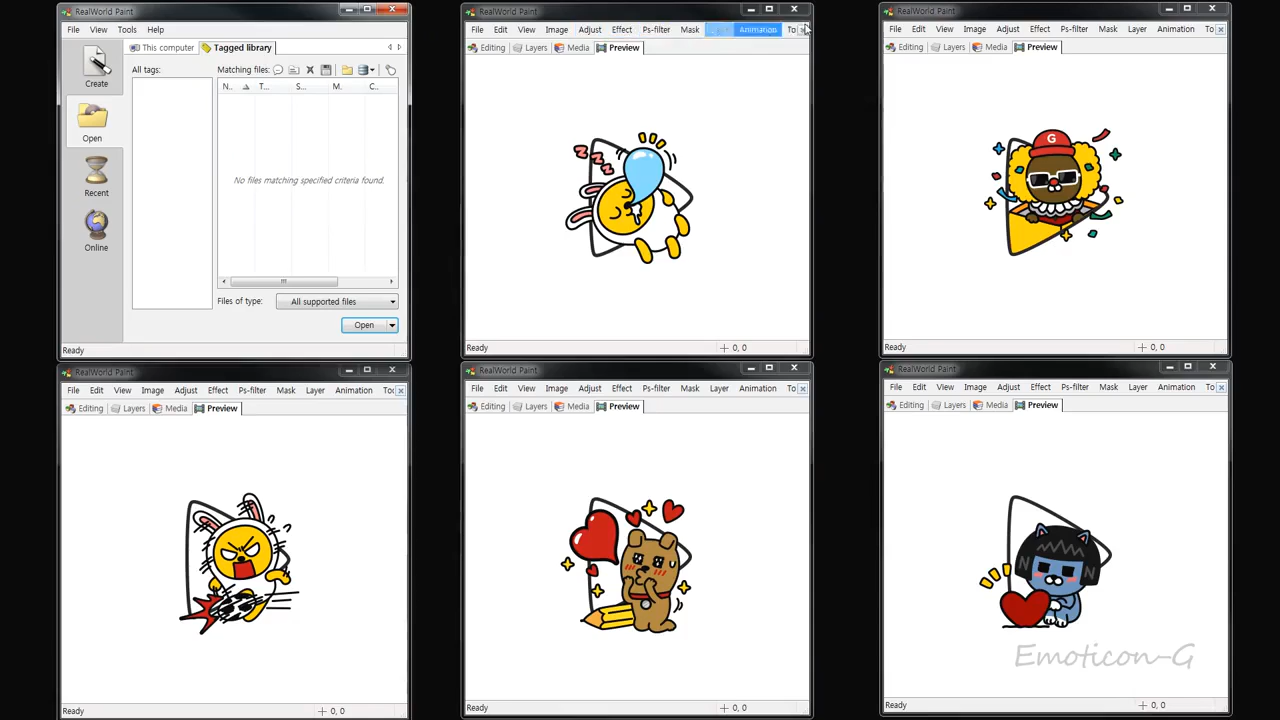 RealWorld Paint
File View Tools Help
This computer Tagged library
Create
Open
Recent
Online
All tags:
Matching files:
N.. T... S... M. C..
No files matching specified criteria found.
Files of type: All supported files
Open
Ready
RealWorld Paint
File Edit View Image Adjust Effect Ps-filter Mask Animation To
Editing Layers Media Preview
Z Z Z
Ready 0, 0
RealWorld Paint
File Edit View Image Adjust Effect Ps-filter Mask Layer Animation To
Editing Layers Media Preview
G
Ready 0, 0
RealWorld Paint
File Edit View Image Adjust Effect Ps-filter Mask Layer Animation To
Editing Layers Media Preview
Ready 0, 0
RealWorld Paint
File Edit View Image Adjust Effect Ps-filter Mask Layer Animation To
Editing Layers Media Preview
Ready 0, 0
RealWorld Paint
File Edit View Image Adjust Effect Ps-filter Mask Layer Animation To
Editing Layers Media Preview
Emoticon-G
Ready 0, 0